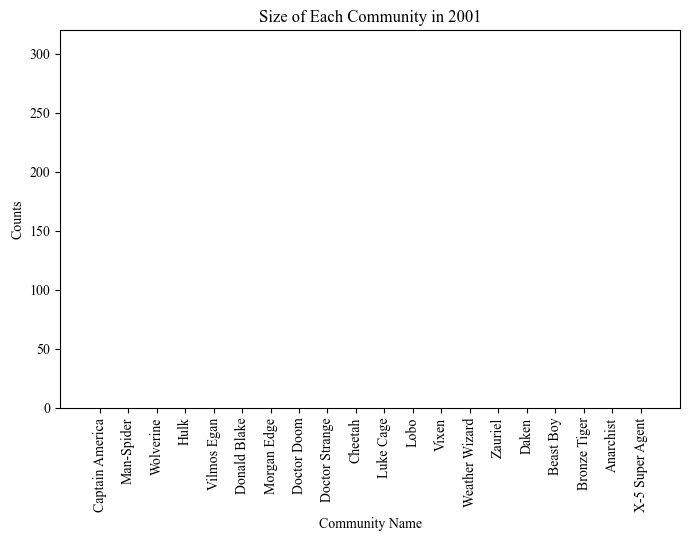 Size of Each Community in 2001
300
250
200
150
100
50
0
Counts
Captain America
Man-Spider
Wolverine
Hulk
Vilmos Egan
Donald Blake
Morgan Edge
Doctor Doom
Doctor Strange
Cheetah
Luke Cage
Lobo
Vixen
Weather Wizard
Zauriel
Daken
Beast Boy
Bronze Tiger
Anarchist
X-5 Super Agent
Community Name